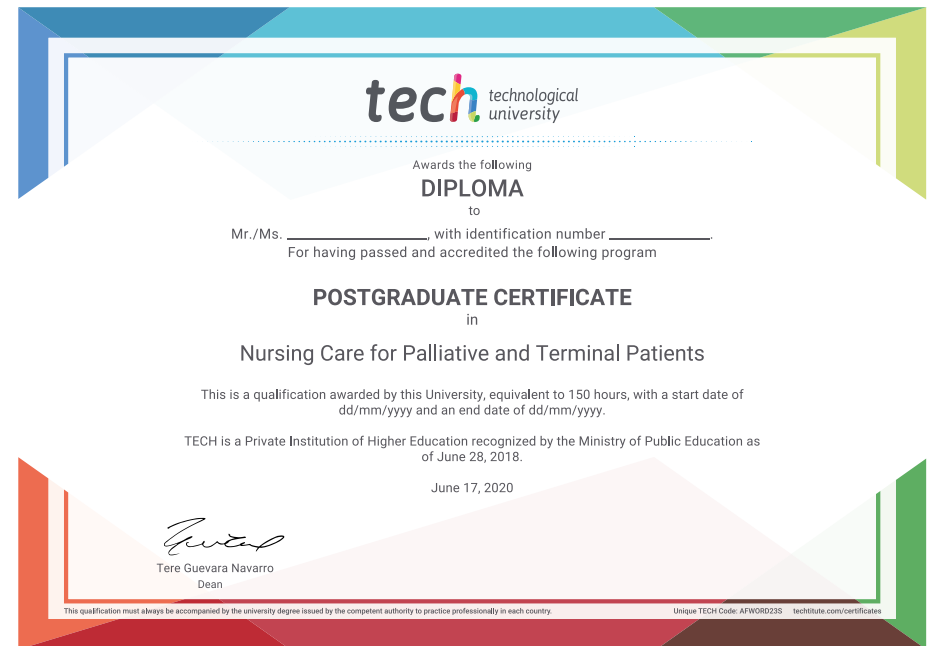 tech technological
university
Awards the following
DIPLOMA
to
Mr./Ms. ____________________, with identification number ______________.
For having passed and accredited the following program
POSTGRADUATE CERTIFICATE
in
Nursing Care for Palliative and Terminal Patients
This is a qualification awarded by this University, equivalent to 150 hours, with a start date of
dd/mm/yyyy and an end date of dd/mm/yyyy.
TECH is a Private Institution of Higher Education recognized by the Ministry of Public Education as
of June 28, 2018.
June 17, 2020
Tere Guevara Navarro
Dean
This qualification must always be accompanied by the university degree issued by the competent authority to practice professionally in each country.
Unique TECH Code: AFWORD23S techtitute.com/certificates